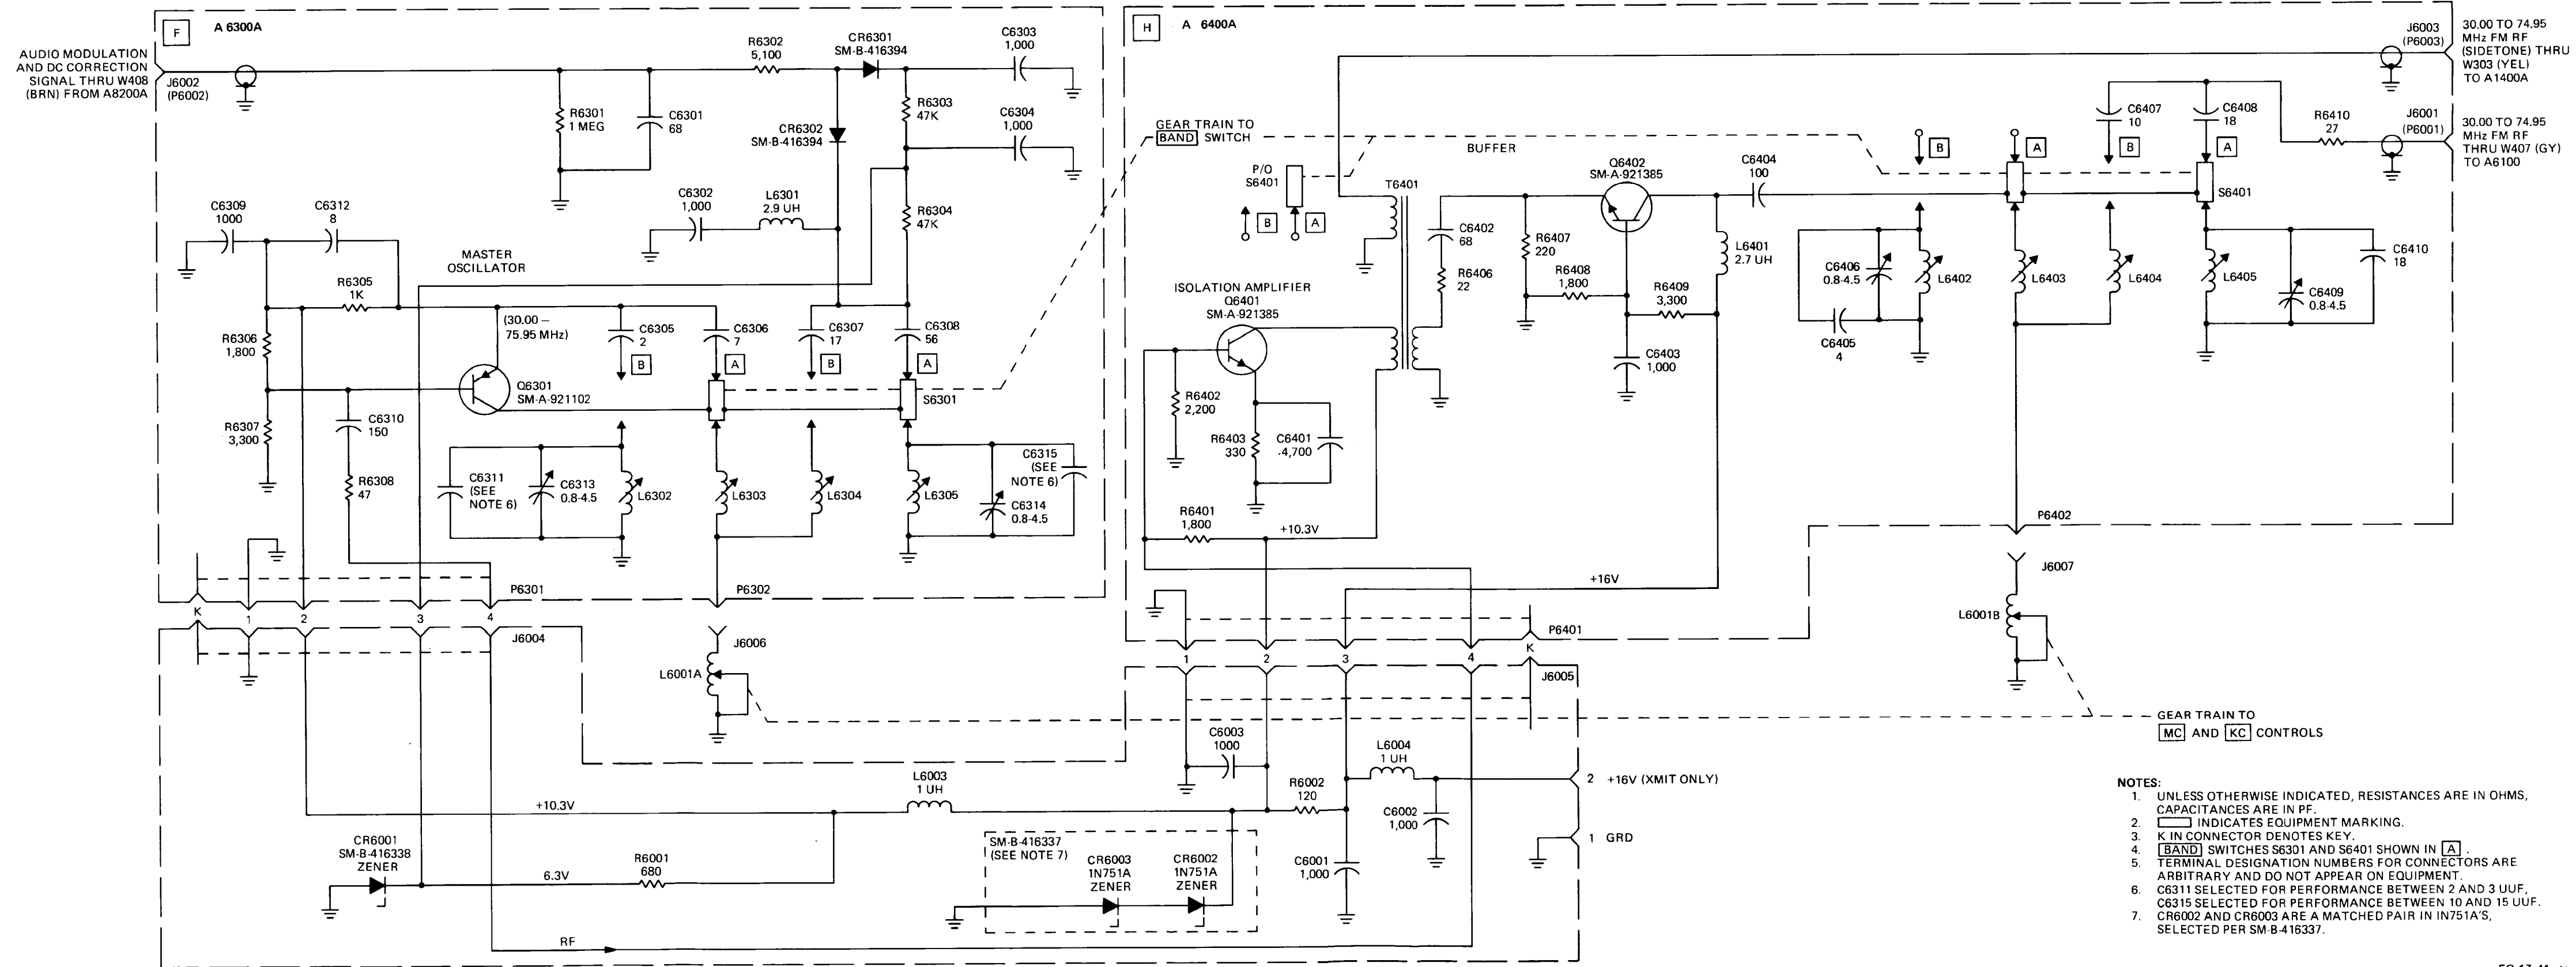 F
A 6300A
AUDIO MODULATION
AND DC CORRECTION
SIGNAL THRU W408
(BRN) FROM A8200A
J6002
(P6002)
R6301
1 MEG
C6301
68
R6302
5,100
CR6301
SM-B-416394
C6303
1,000
R6303
47K
C6304
1,000
CR6302
SM-B-416394
C6302
1,000
L6301
2.9 UH
R6304
47K
C6309
1000
C6312
8
MASTER
OSCILLATOR
R6305
1K
(30.00 –
75.95 MHz)
C6305
2
B
C6306
7
A
C6307
17
B
C6308
56
A
R6306
1,800
Q6301
SM-A-921102
S6301
R6307
3,300
C6310
150
R6308
47
C6311
(SEE
NOTE 6)
C6313
0.8-4.5
L6302
L6303
L6304
L6305
C6315
(SEE
NOTE 6)
C6314
0.8-4.5
P6301
P6302
K
1
2
3
4
J6004
J6006
L6001A
GEAR TRAIN TO
BAND SWITCH
H
A 6400A
J6003
(P6003)
30.00 TO 74.95
MHz FM RF
(SIDETONE) THRU
W303 (YEL)
TO A1400A
C6407
10
C6408
18
R6410
27
J6001
(P6001)
30.00 TO 74.95
MHz FM RF
THRU W407 (GY)
TO A6100
B
A
B
A
BUFFER
P/O
S6401
B
A
T6401
Q6402
SM-A-921385
C6404
100
S6401
C6402
68
R6407
220
R6408
1,800
R6406
22
L6401
2.7 UH
R6409
3,300
C6403
1,000
ISOLATION AMPLIFIER
Q6401
SM-A-921385
R6402
2,200
R6403
330
C6401
.4,700
R6401
1,800
+10.3V
+16V
C6406
0.8-4.5
C6405
4
L6402
L6403
L6404
L6405
C6409
0.8-4.5
C6410
18
P6402
J6007
L6001B
P6401
1
2
3
4
K
J6005
GEAR TRAIN TO
MC AND KC CONTROLS
C6003
1000
L6004
1 UH
R6002
120
C6002
1,000
2 +16V (XMIT ONLY)
1 GRD
C6001
1,000
L6003
1 UH
+10.3V
CR6001
SM-B-416338
ZENER
6.3V
R6001
680
SM-B-416337
(SEE NOTE 7)
CR6003
1N751A
ZENER
CR6002
1N751A
ZENER
RF
NOTES:
1. UNLESS OTHERWISE INDICATED, RESISTANCES ARE IN OHMS,
CAPACITANCES ARE IN PF.
2. INDICATES EQUIPMENT MARKING.
3. K IN CONNECTOR DENOTES KEY.
4. BAND SWITCHES S6301 AND S6401 SHOWN IN A .
5. TERMINAL DESIGNATION NUMBERS FOR CONNECTORS ARE
ARBITRARY AND DO NOT APPEAR ON EQUIPMENT.
6. C6311 SELECTED FOR PERFORMANCE BETWEEN 2 AND 3 UUF,
C6315 SELECTED FOR PERFORMANCE BETWEEN 10 AND 15 UUF.
7. CR6002 AND CR6003 ARE A MATCHED PAIR IN IN751A'S,
SELECTED PER SM-B-416337.